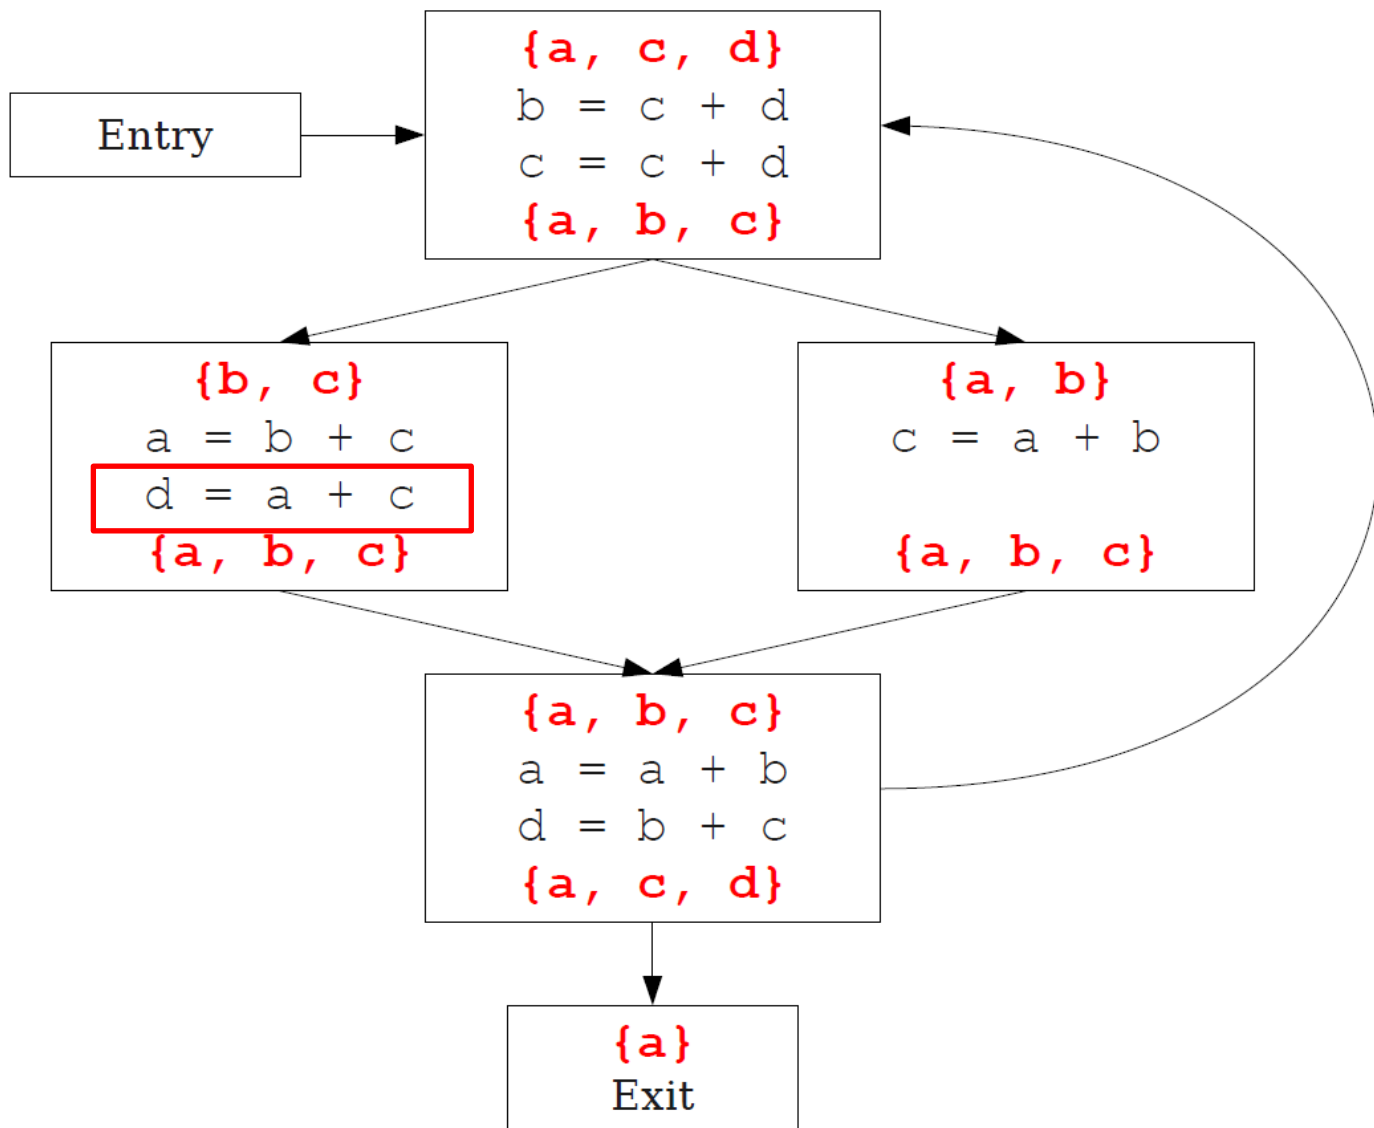 {a, c, d}
b = c + d
c = c + d
{a, b, c}
Entry
{b, c}
a = b + c
d = a + c
{a, b, c}
{a, b}
c = a + b
{a, b, c}
{a, b, c}
a = a + b
d = b + c
{a, c, d}
{a}
Exit